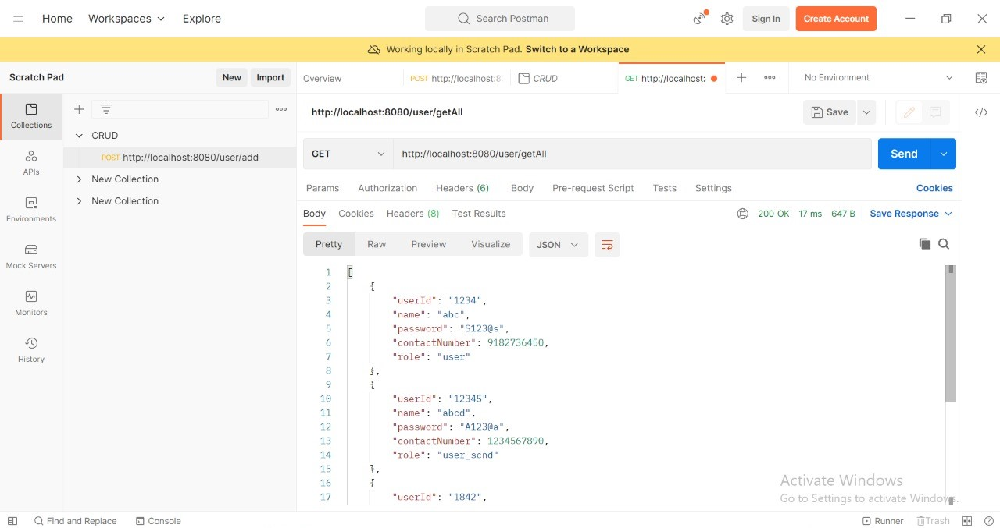 Home Workspaces Explore Search Postman Sign In Create Account
Working locally in Scratch Pad. Switch to a Workspace
Scratch Pad New Import Overview POST http://localhost:8 CRUD GET http://localhost: No Environment
Collections
APIs
Environments
Mock Servers
Monitors
History
CRUD
POST http://localhost:8080/user/add
New Collection
New Collection
http://localhost:8080/user/getAll Save
GET http://localhost:8080/user/getAll Send
Params Authorization Headers (6) Body Pre-request Script Tests Settings Cookies
Body Cookies Headers (8) Test Results 200 OK 17 ms 647 B Save Response
Pretty Raw Preview Visualize JSON
1 [
2 {
3 "userId": "1234",
4 "name": "abc",
5 "password": "S123@s",
6 "contactNumber": 9182736450,
7 "role": "user"
8 },
9 {
10 "userId": "12345",
11 "name": "abcd",
12 "password": "A123@a",
13 "contactNumber": 1234567890,
14 "role": "user_scnd"
15 },
16 {
17 "userId": "1842",
Activate Windows
Go to Settings to activate Windows.
Find and Replace Console Runner Trash